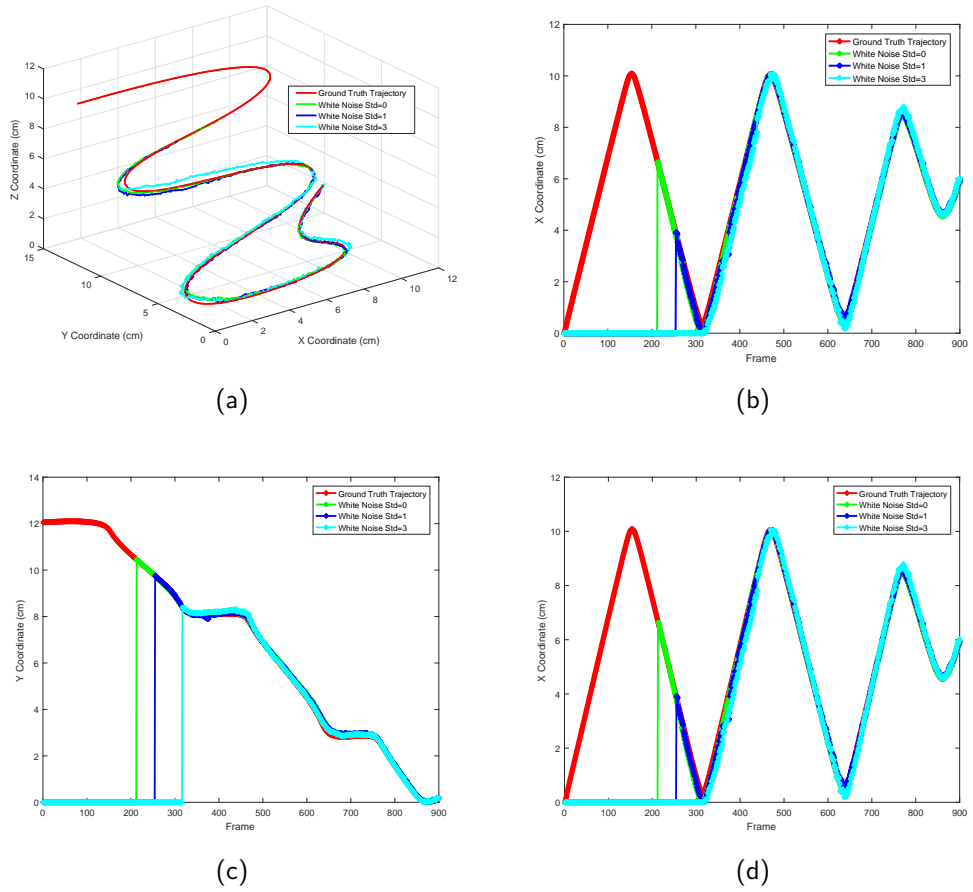 12
10
8
6
4
2
0
Z Coordinate (cm)
15
10
5
0
Y Coordinate (cm)
0
2
4
6
8
10
12
X Coordinate (cm)
Ground Truth Trajectory
White Noise Std=0
White Noise Std=1
White Noise Std=3
(a)
12
10
8
6
4
2
0
X Coordinate (cm)
0 100 200 300 400 500 600 700 800 900
Frame
Ground Truth Trajectory
White Noise Std=0
White Noise Std=1
White Noise Std=3
(b)
14
12
10
8
6
4
2
0
Y Coordinate (cm)
0 100 200 300 400 500 600 700 800 900
Frame
Ground Truth Trajectory
White Noise Std=0
White Noise Std=1
White Noise Std=3
(c)
12
10
8
6
4
2
0
X Coordinate (cm)
0 100 200 300 400 500 600 700 800 900
Frame
Ground Truth Trajectory
White Noise Std=0
White Noise Std=1
White Noise Std=3
(d)